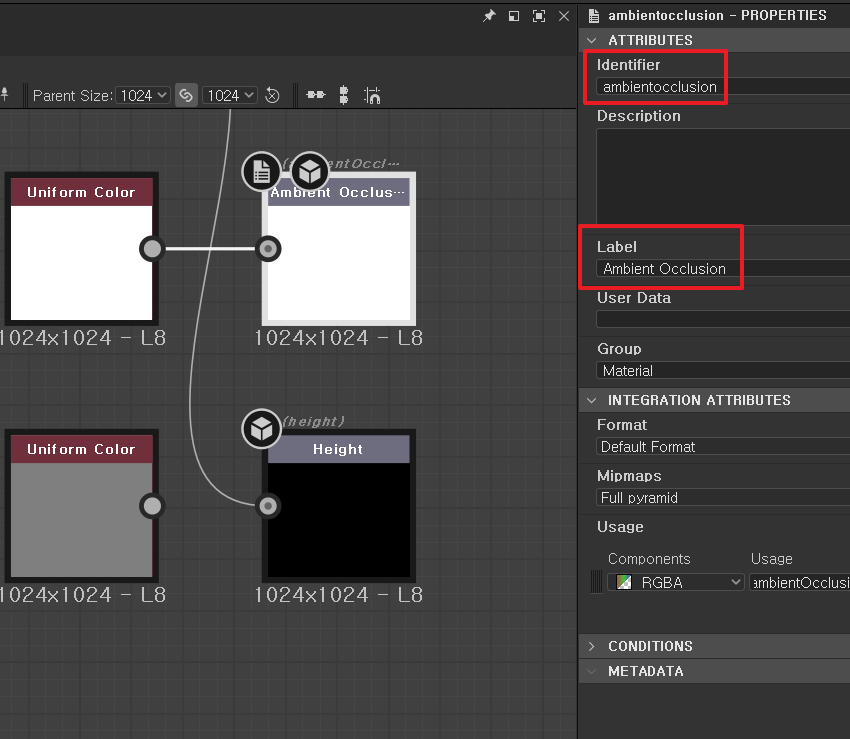 ambientocclusion - PROPERTIES
ATTRIBUTES
Identifier
ambientocclusion
Description
Label
Ambient Occlusion
User Data
Group
Material
INTEGRATION ATTRIBUTES
Format
Default Format
Mipmaps
Full pyramid
Usage
Components Usage
RGBA ambientOcclusi
CONDITIONS
METADATA
Parent Size: 1024 1024
Uniform Color
1024x1024 - L8
Ambient Occlus...
1024x1024 - L8
Uniform Color
1024x1024 - L8
(height)
Height
1024x1024 - L8